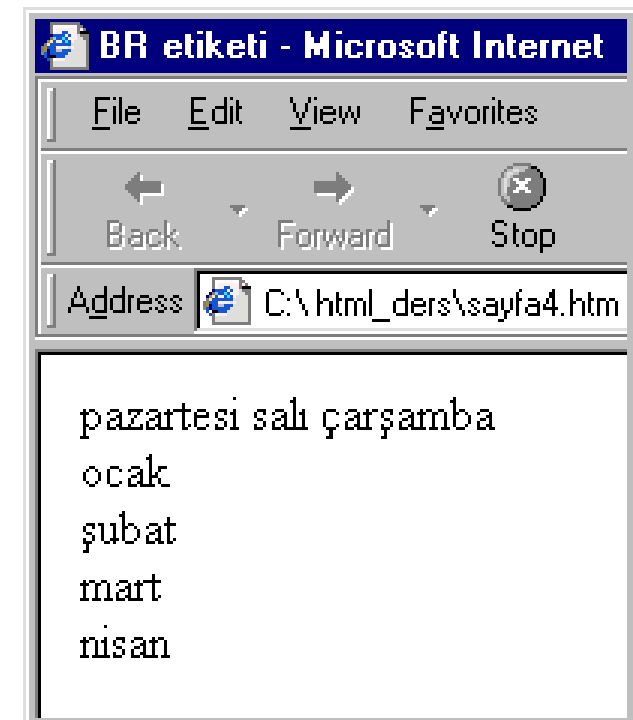 BR etiketi - Microsoft Internet
File Edit View Favorites
Back Forward Stop
Address C:\html_ders\sayfa4.htm
pazartesi salı çarşamba
ocak
şubat
mart
nisan